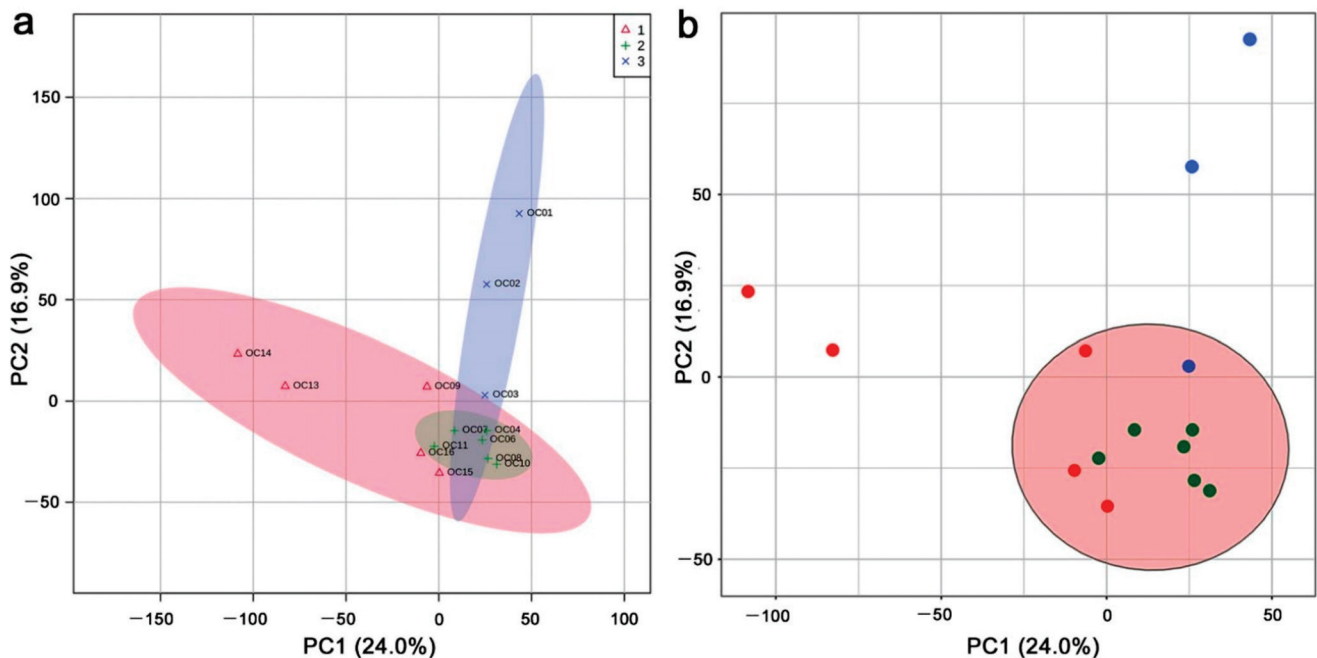 a
1
2
3
150
100
50
0
−50
PC2 (16.9%)
OC01
OC02
OC14
OC13
OC09
OC03
OC07
OC04
OC06
OC11
OC16
OC08
OC10
OC15
−150
−100
−50
0
50
100
PC1 (24.0%)
b
50
0
−50
PC2 (16.9%)
−100
−50
0
50
PC1 (24.0%)